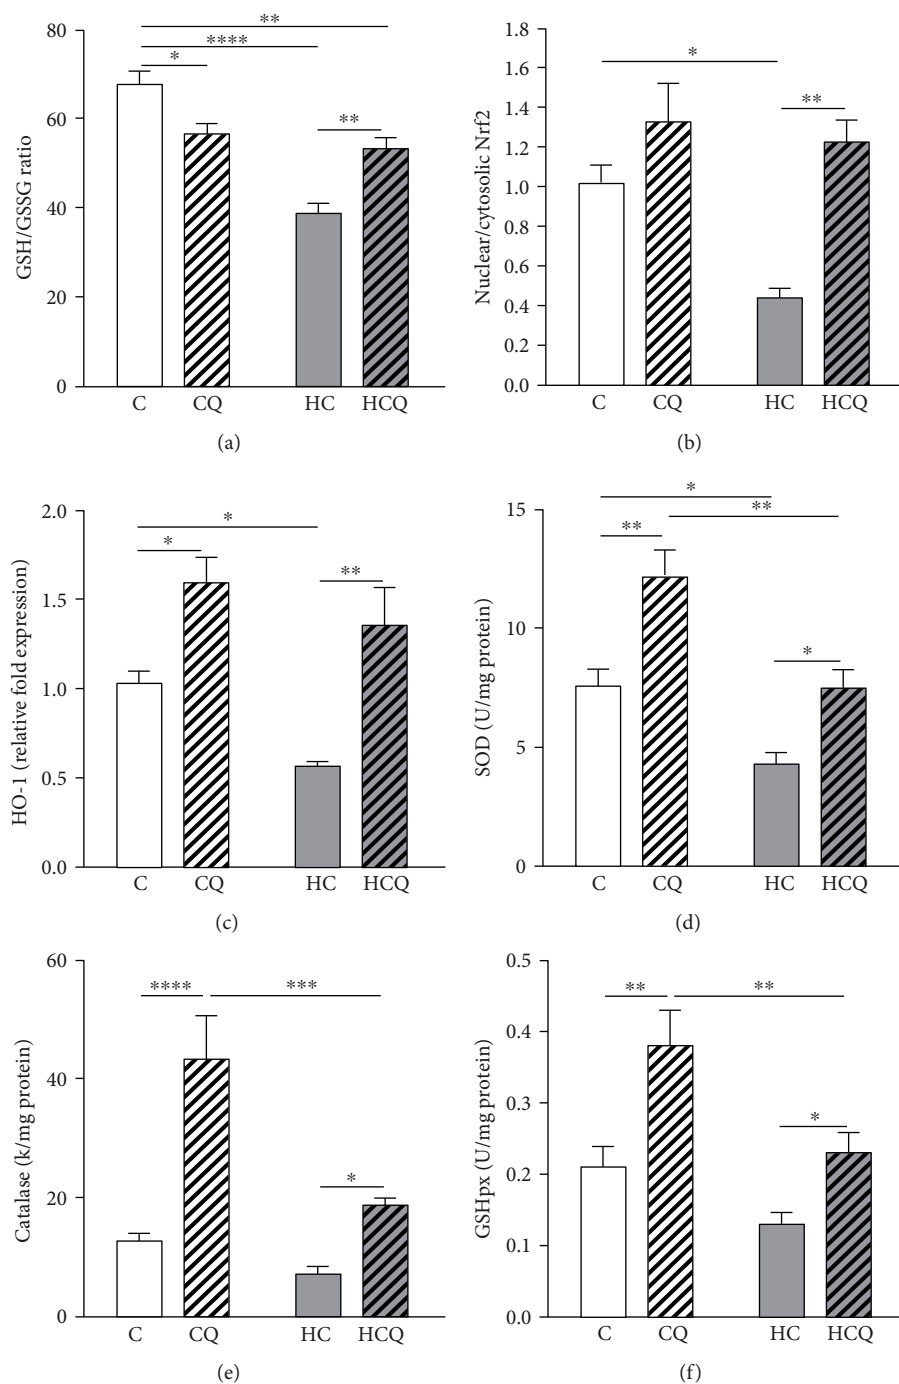 **
****
*
**
80
60
40
20
0
GSH/GSSG ratio
C CQ HC HCQ
(a)
*
**
1.8
1.6
1.4
1.2
1.0
0.8
0.6
0.4
0.2
0.0
Nuclear/cytosolic Nrf2
C CQ HC HCQ
(b)
*
*
**
2.0
1.5
1.0
0.5
0.0
HO-1 (relative fold expression)
C CQ HC HCQ
(c)
*
**
**
*
15
10
5
0
SOD (U/mg protein)
C CQ HC HCQ
(d)
****
***
*
60
40
20
0
Catalase (k/mg protein)
C CQ HC HCQ
(e)
**
**
*
0.5
0.4
0.3
0.2
0.1
0.0
GSHpx (U/mg protein)
C CQ HC HCQ
(f)